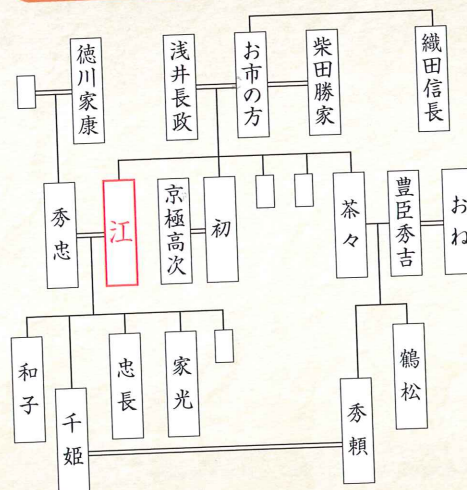 織田信長
柴田勝家
お市の方
浅井長政
徳川家康
おね
豊臣秀吉
茶々
初
京極高次
江
秀忠
鶴松
秀頼
家光
忠長
千姫
和子